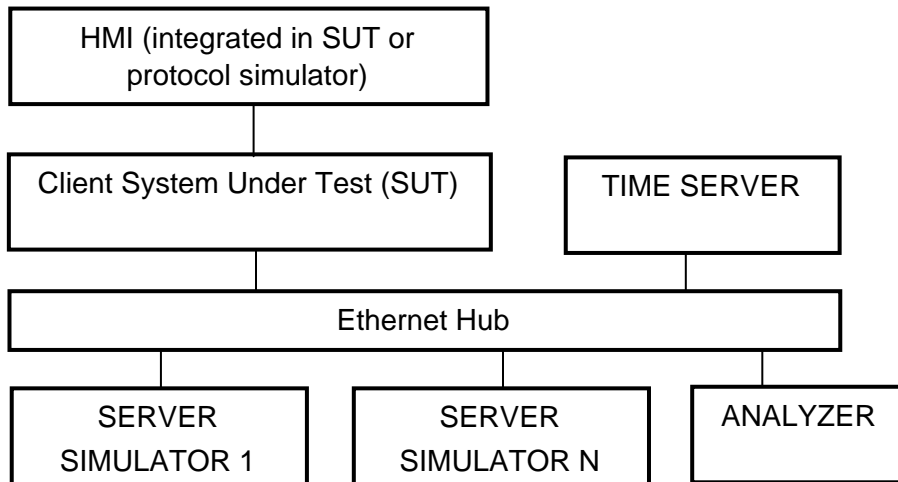 HMI (integrated in SUT or
protocol simulator)
Client System Under Test (SUT)
TIME SERVER
Ethernet Hub
SERVER
SIMULATOR 1
SERVER
SIMULATOR N
ANALYZER